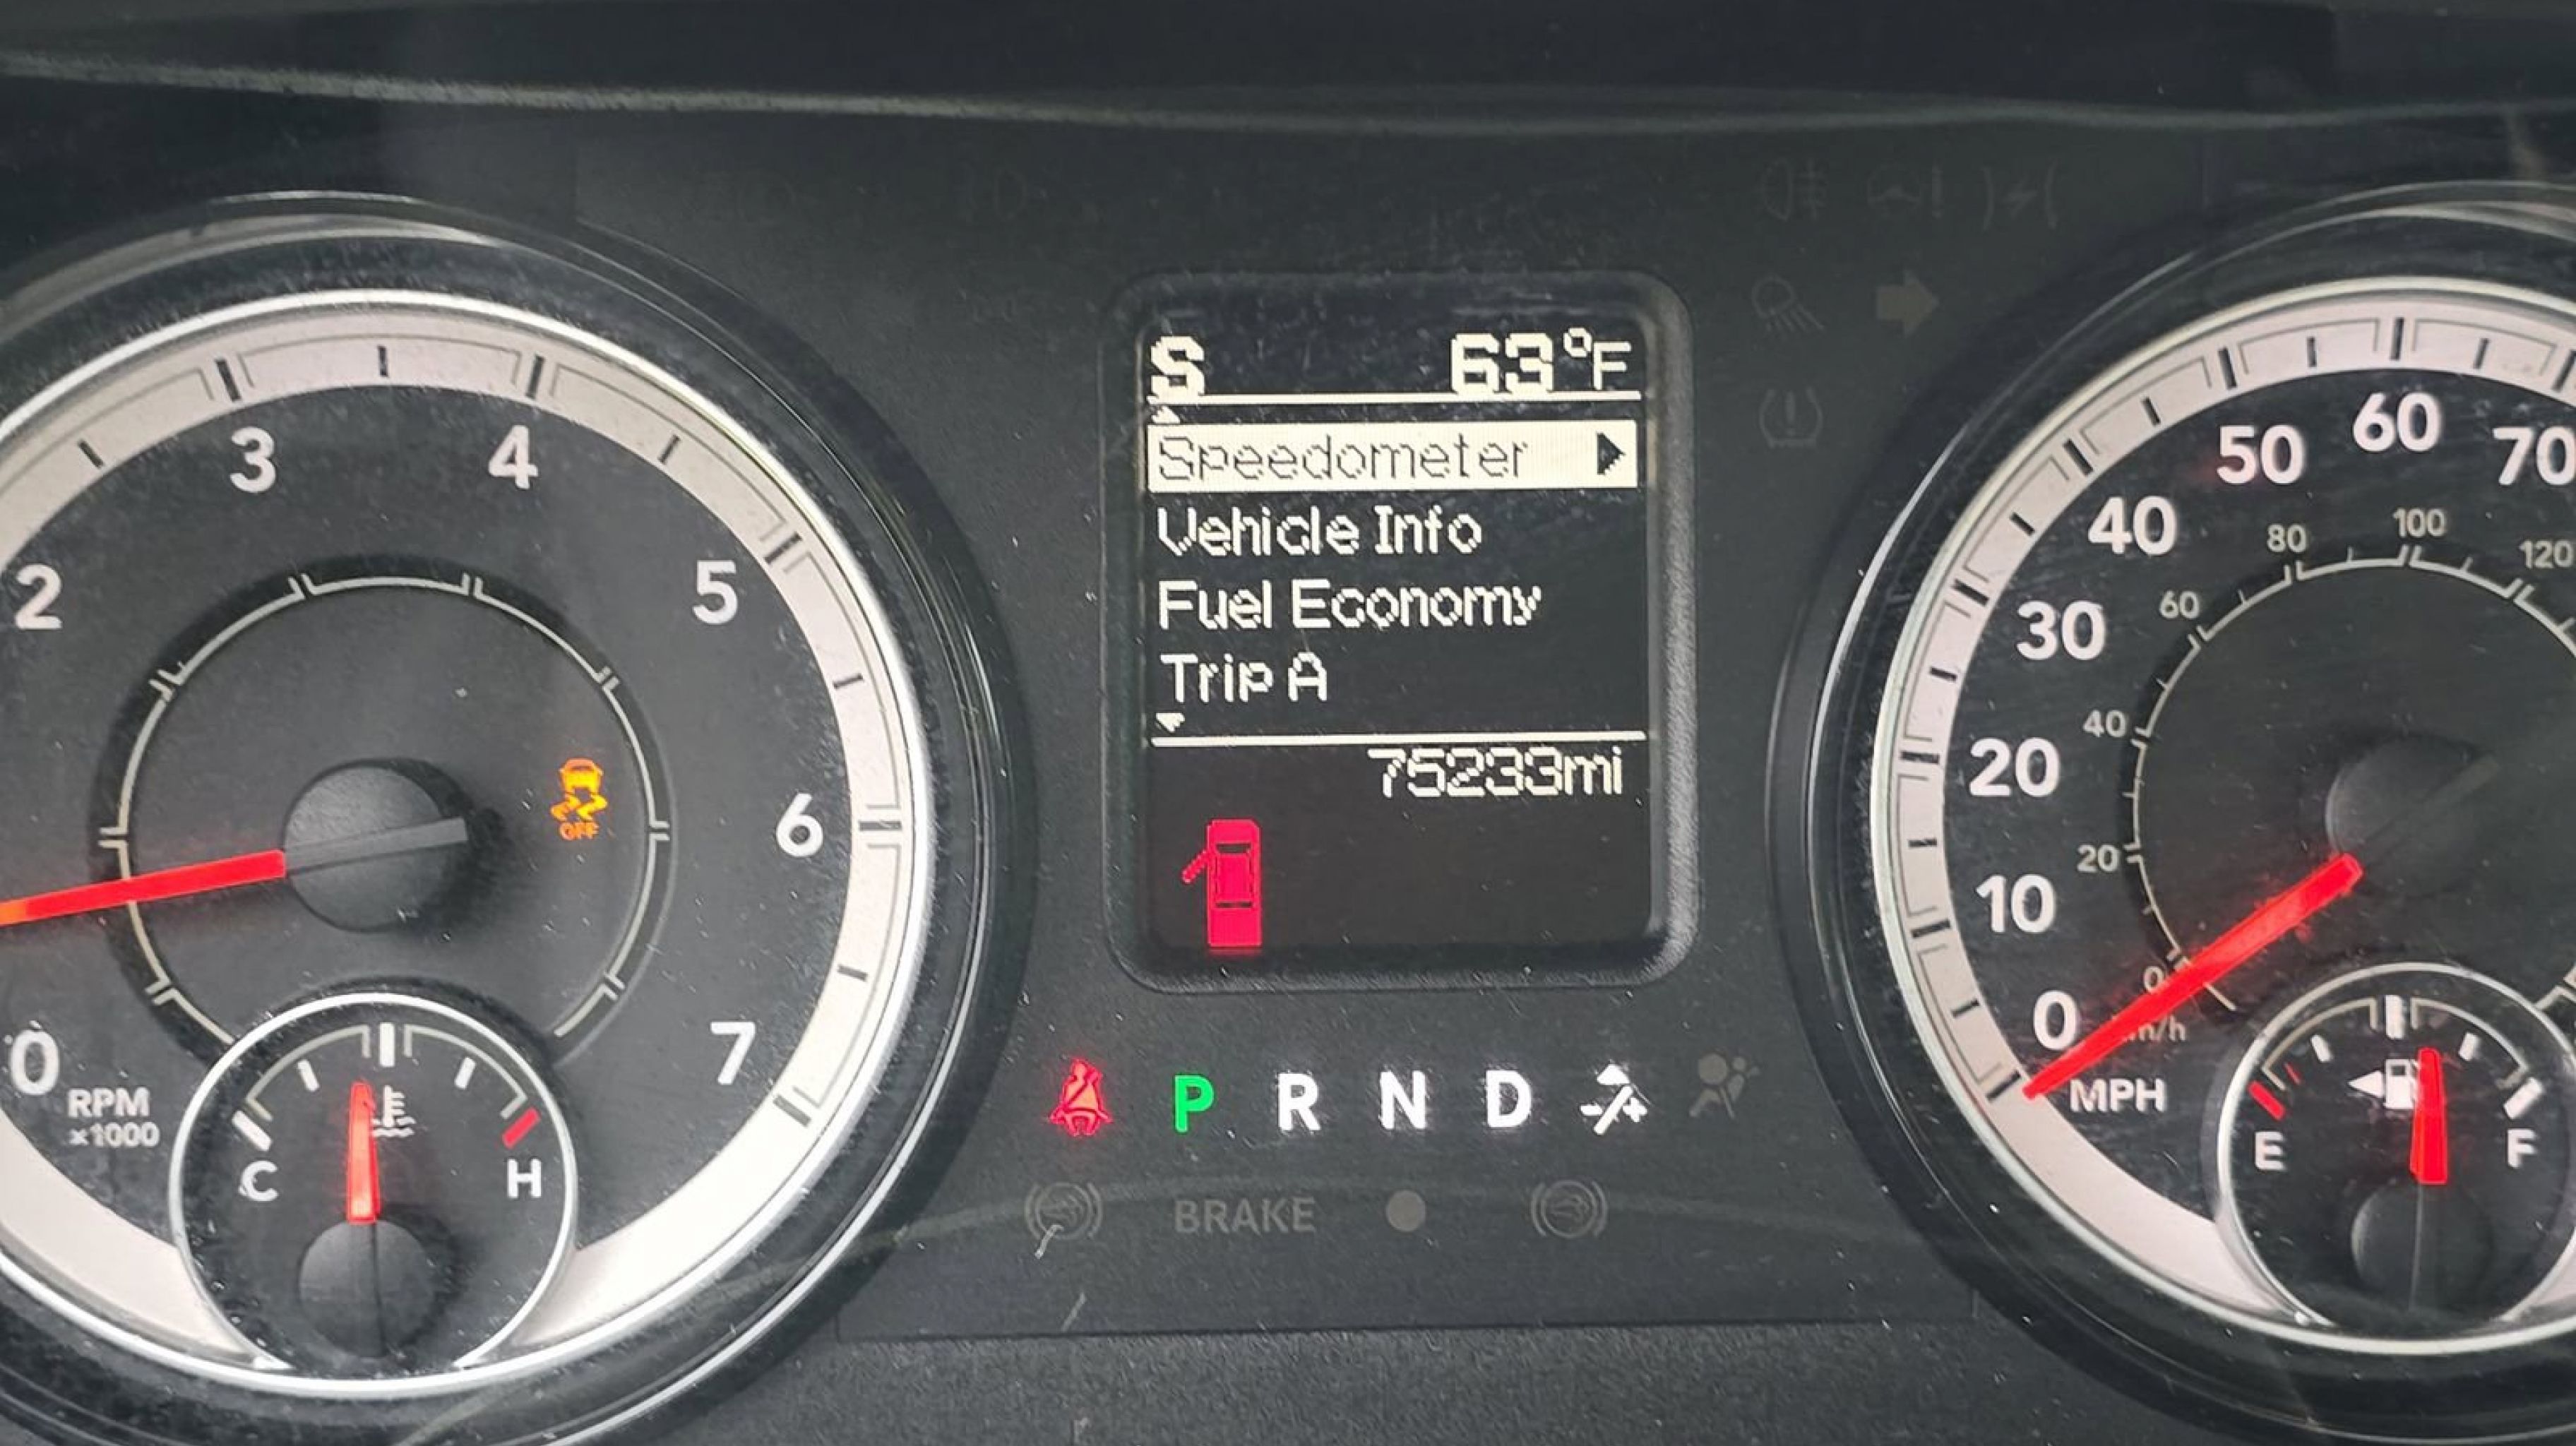 S 63°F
Speedometer
Vehicle Info
Fuel Economy
Trip A
75233mi
2 3 4 5 6 7
0
RPM
x1000
C H
OFF
P R N D
BRAKE
0 10 20 30 40 50 60 70
0 20 40 60 80 100 120
MPH
E F